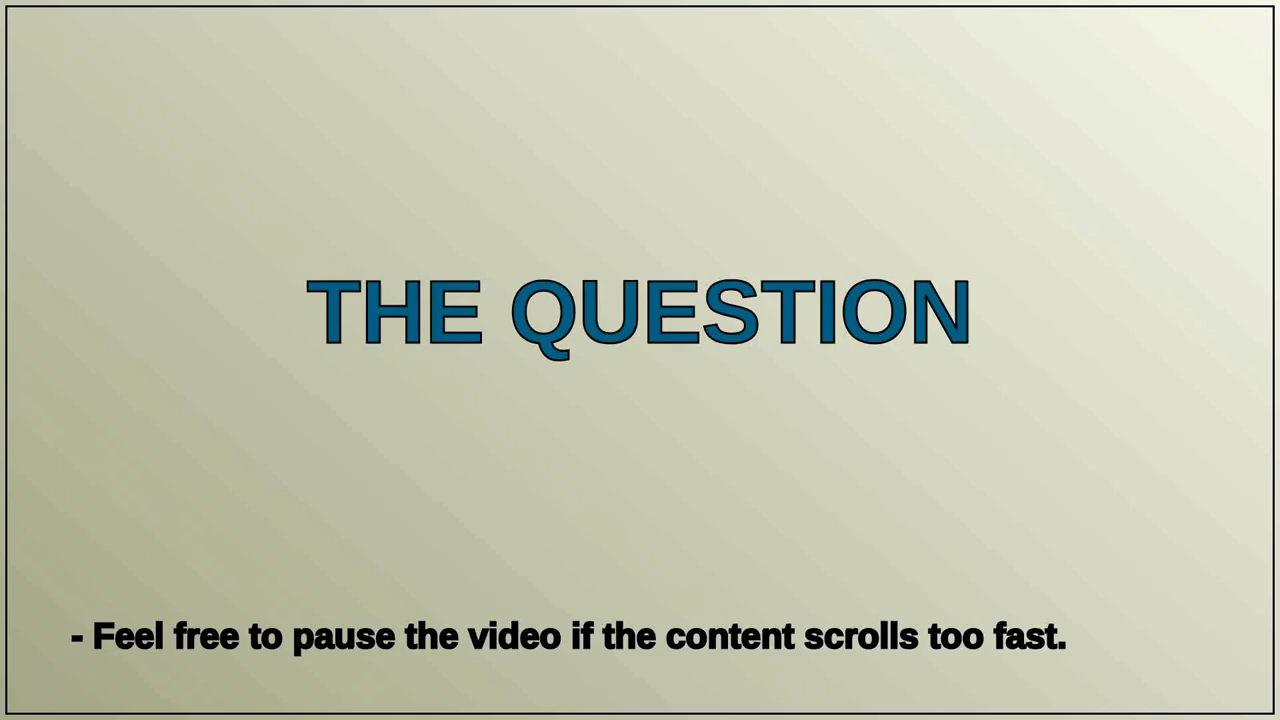 THE QUESTION
- Feel free to pause the video if the content scrolls too fast.